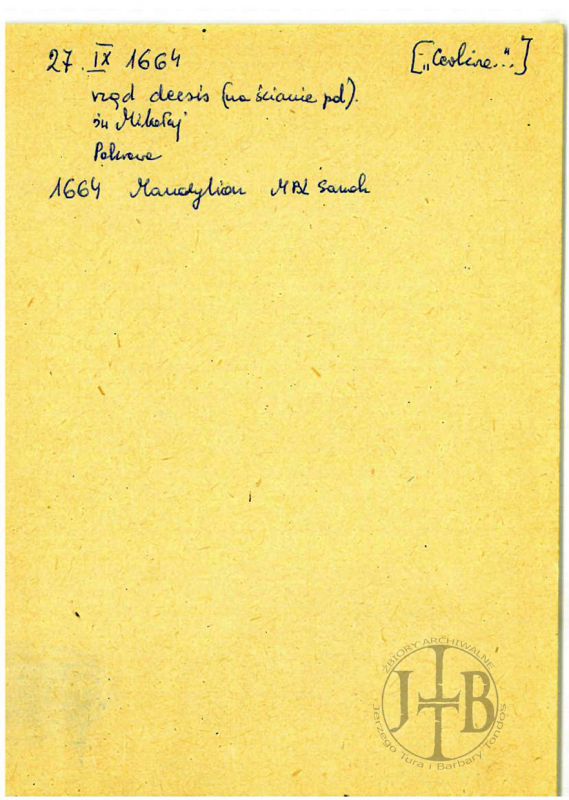 27. IX 1664
rząd deesis (na ścianie pd).
św Mikołaj
Pokrowa
1664 Mandylion MBL Sanok
ZBIORY ARCHIWALNE
JTB
Jerzego Tura i Barbary Tondos